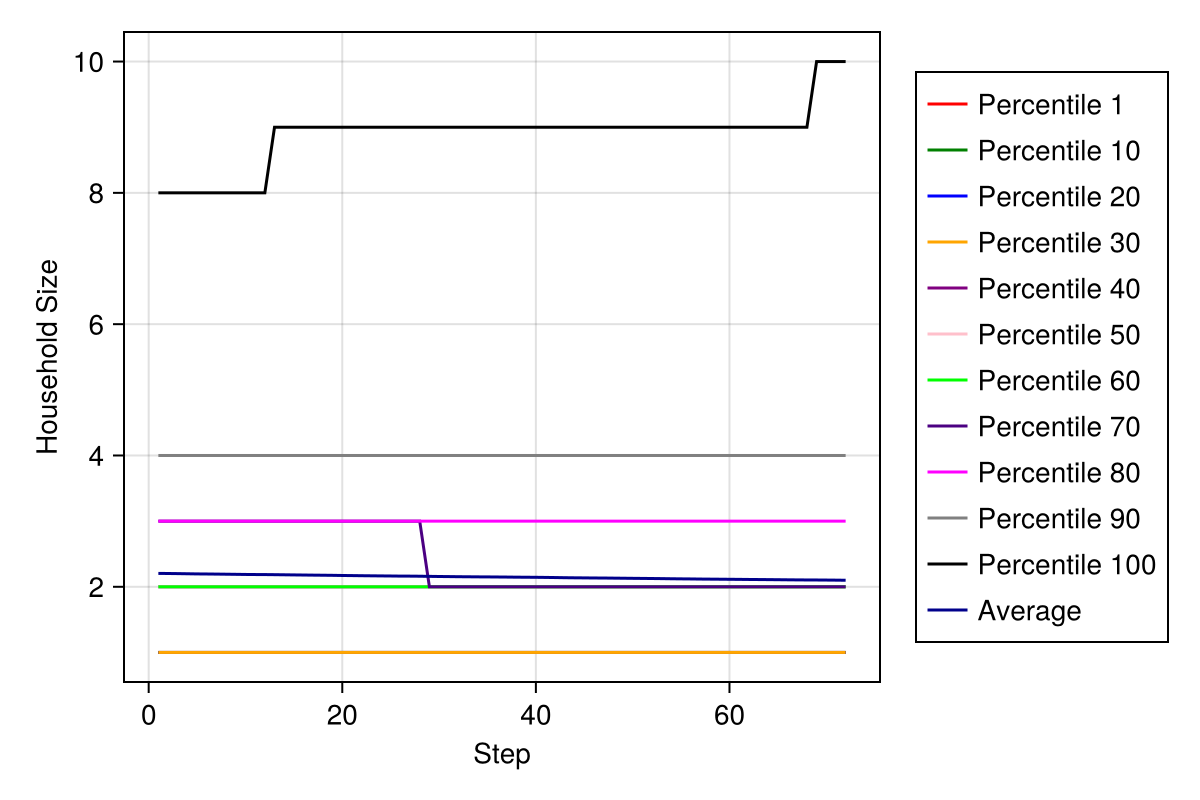 10
8
6
4
2
Household Size
0 20 40 60
Step
Percentile 1
Percentile 10
Percentile 20
Percentile 30
Percentile 40
Percentile 50
Percentile 60
Percentile 70
Percentile 80
Percentile 90
Percentile 100
Average